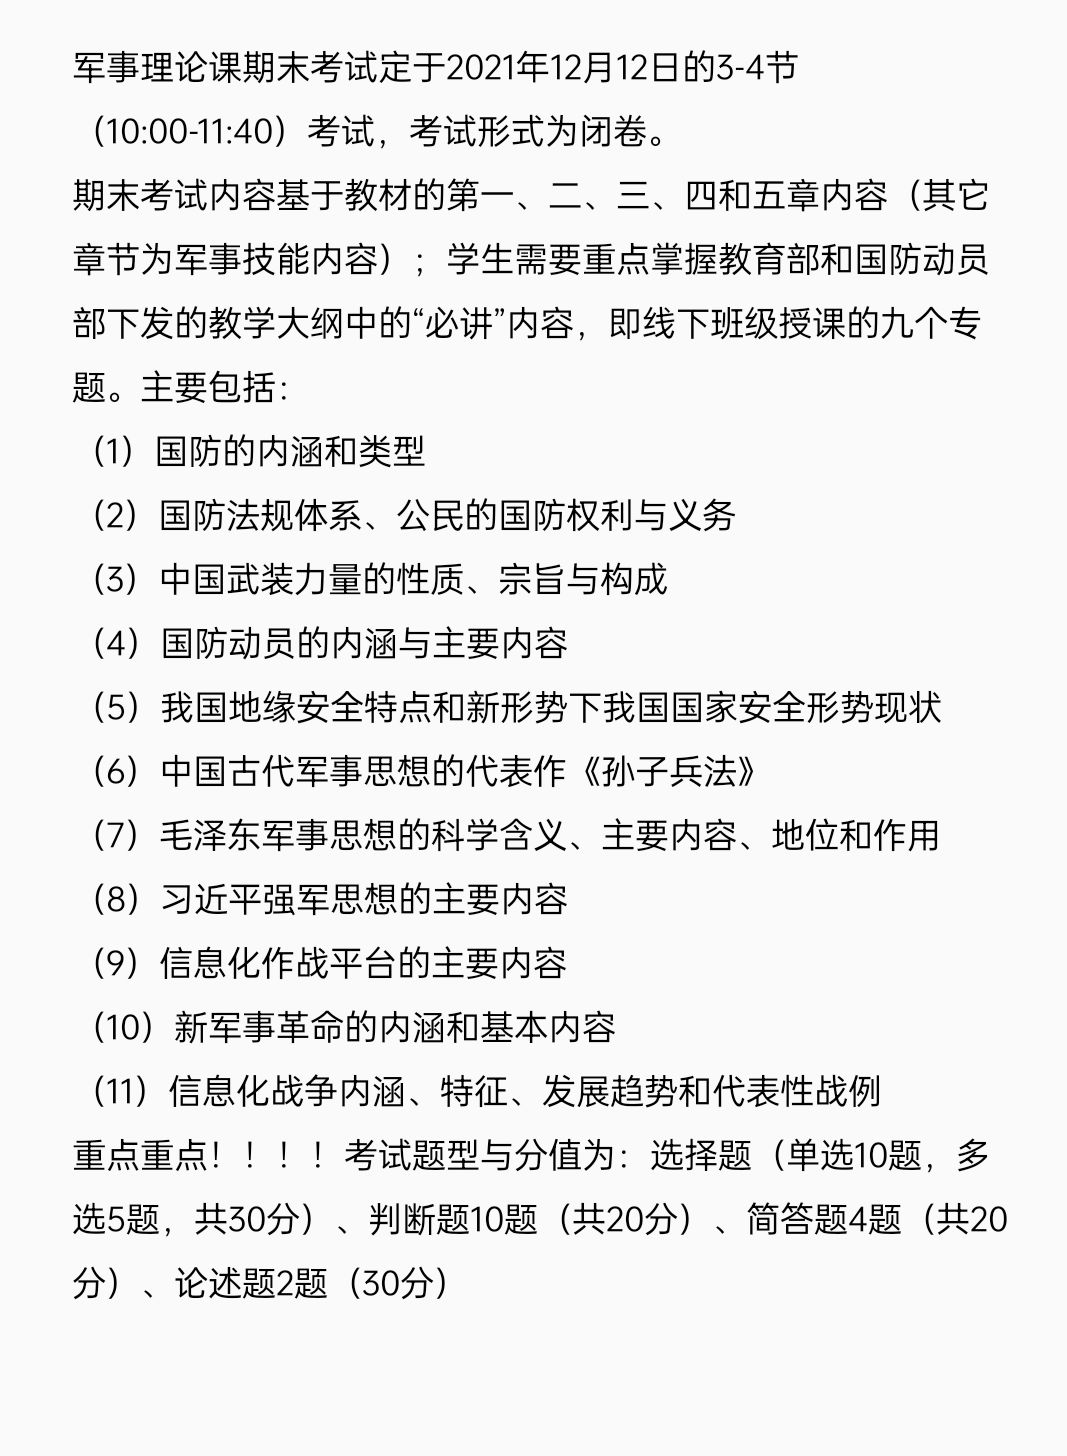 军事理论课期末考试定于2021年12月12日的3-4节
（10:00-11:40）考试，考试形式为闭卷。
期末考试内容基于教材的第一、二、三、四和五章内容（其它
章节为军事技能内容）；学生需要重点掌握教育部和国防动员
部下发的教学大纲中的“必讲”内容，即线下班级授课的九个专
题。主要包括：
（1）国防的内涵和类型
（2）国防法规体系、公民的国防权利与义务
（3）中国武装力量的性质、宗旨与构成
（4）国防动员的内涵与主要内容
（5）我国地缘安全特点和新形势下我国国家安全形势现状
（6）中国古代军事思想的代表作《孙子兵法》
（7）毛泽东军事思想的科学含义、主要内容、地位和作用
（8）习近平强军思想的主要内容
（9）信息化作战平台的主要内容
（10）新军事革命的内涵和基本内容
（11）信息化战争内涵、特征、发展趋势和代表性战例
重点重点！！！！考试题型与分值为：选择题（单选10题，多
选5题，共30分）、判断题10题（共20分）、简答题4题（共20
分）、论述题2题（30分）